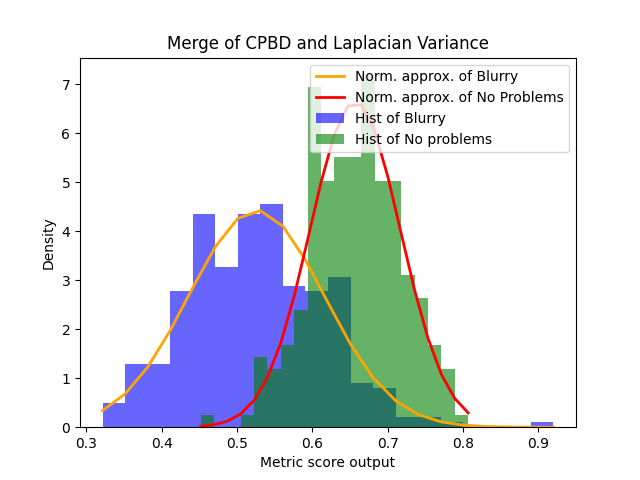 Merge of CPBD and Laplacian Variance
Norm. approx. of Blurry
Norm. approx. of No Problems
Hist of Blurry
Hist of No problems
Density
7
6
5
4
3
2
1
0
0.3 0.4 0.5 0.6 0.7 0.8 0.9
Metric score output